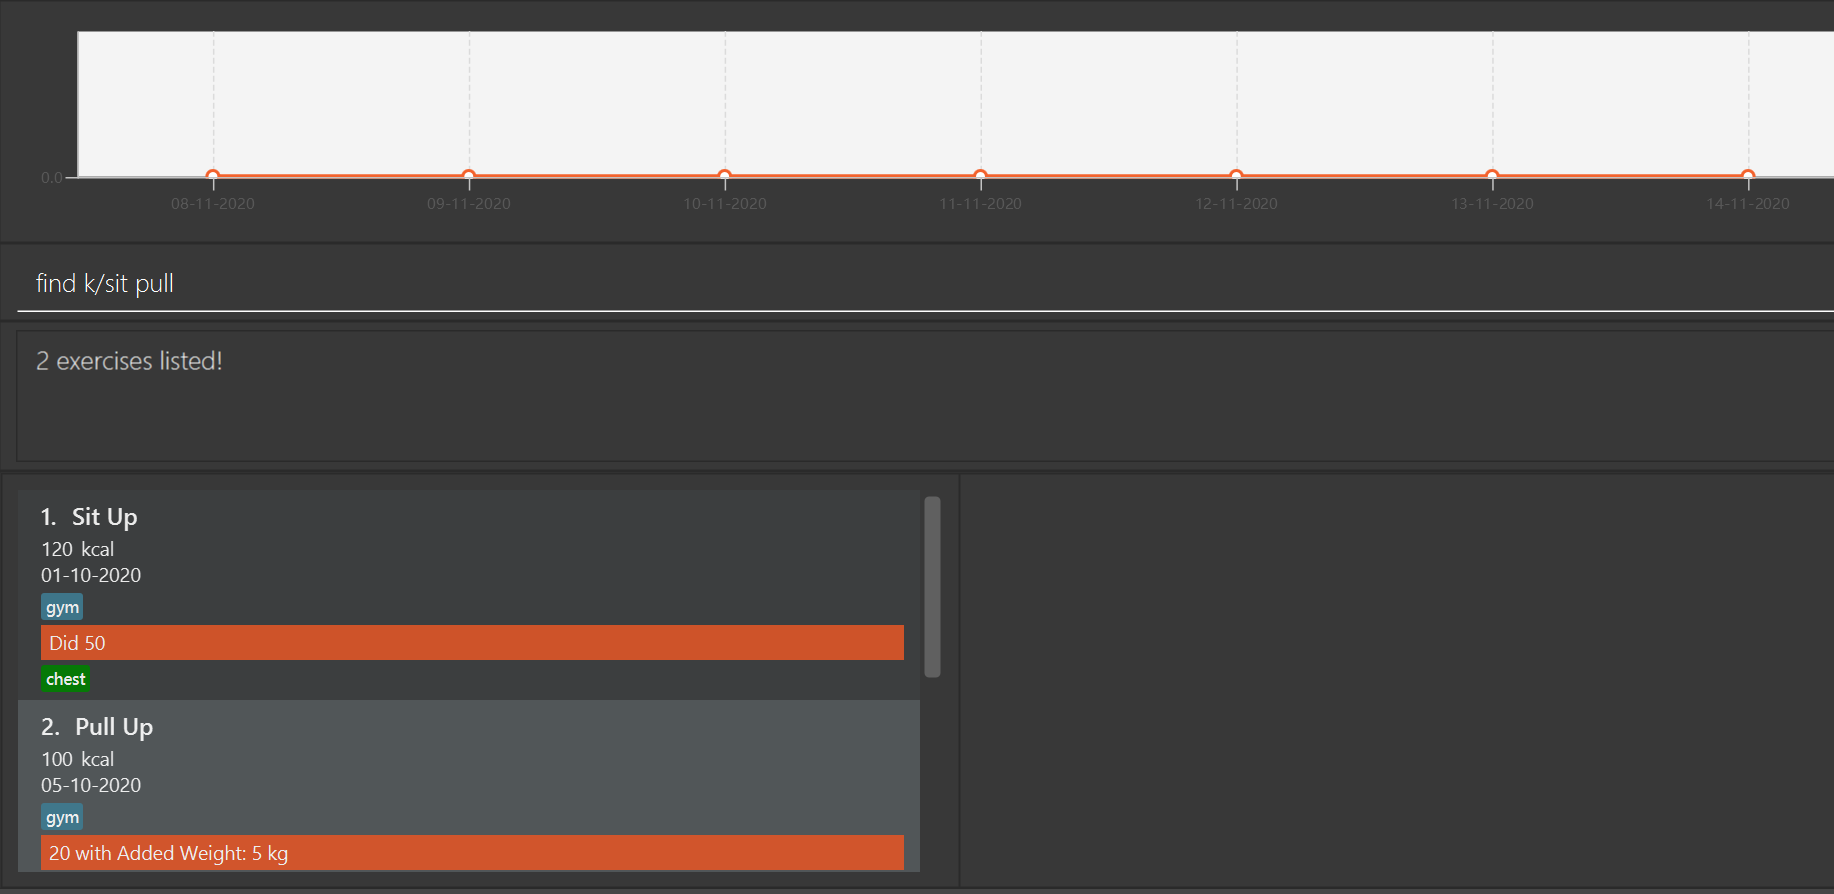 0.0
08-11-2020 09-11-2020 10-11-2020 11-11-2020 12-11-2020 13-11-2020 14-11-2020
find k/sit pull
2 exercises listed!
1. Sit Up
120 kcal
01-10-2020
gym
Did 50
chest
2. Pull Up
100 kcal
05-10-2020
gym
20 with Added Weight: 5 kg